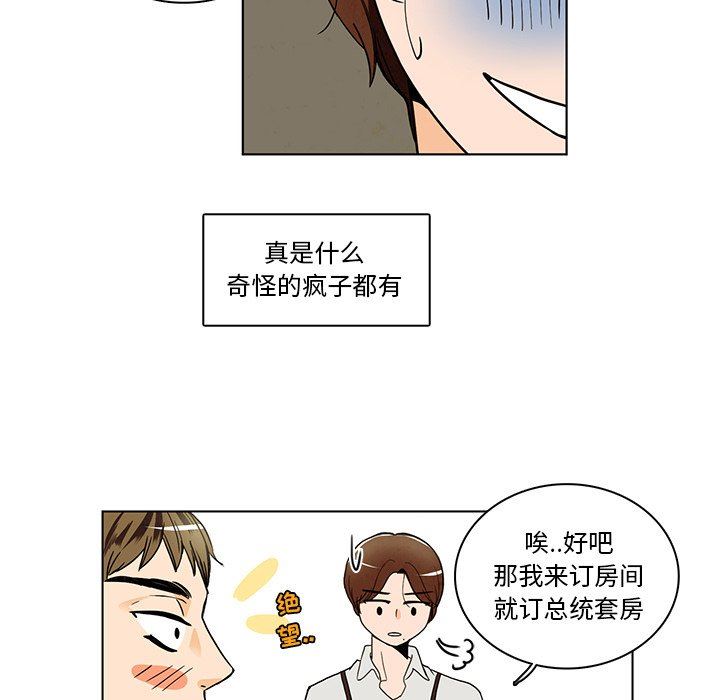 真是什么
奇怪的疯子都有
唉..好吧
那我来订房间
就订总统套房
绝
望..